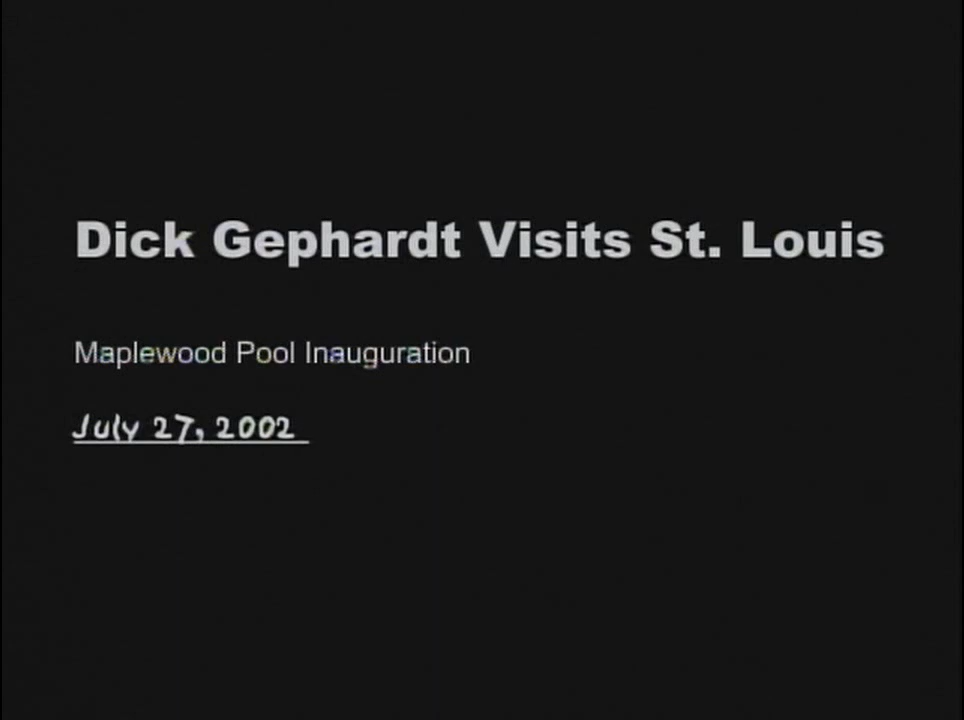 Dick Gephardt Visits St. Louis
Maplewood Pool Inauguration
July 27, 2002